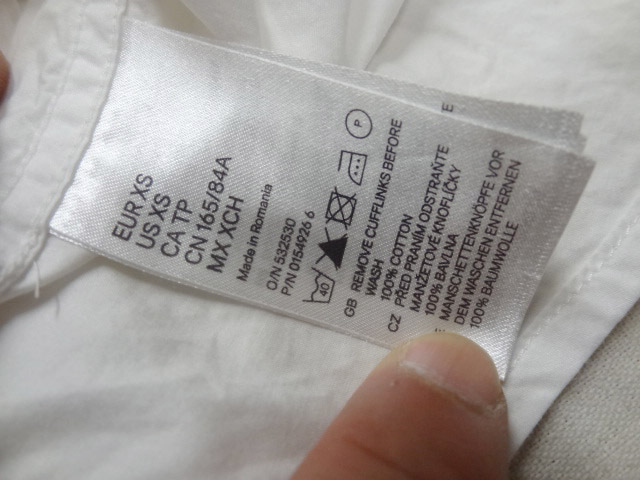 EUR XS
US XS
CA TP
CN 165/84A
MX XCH
Made in Romania
O/N 532530
P/N 0154926 6
40
P
GB REMOVE CUFFLINKS BEFORE
WASH
100% COTTON
CZ PŘED PRANÍM ODSTRAŇTE
MANŽETOVÉ KNOFLÍČKY
100% BAVLNA
MANSCHETTENKNÖPFE VOR
DEM WASCHEN ENTFERNEN
100% BAUMWOLLE
E
E